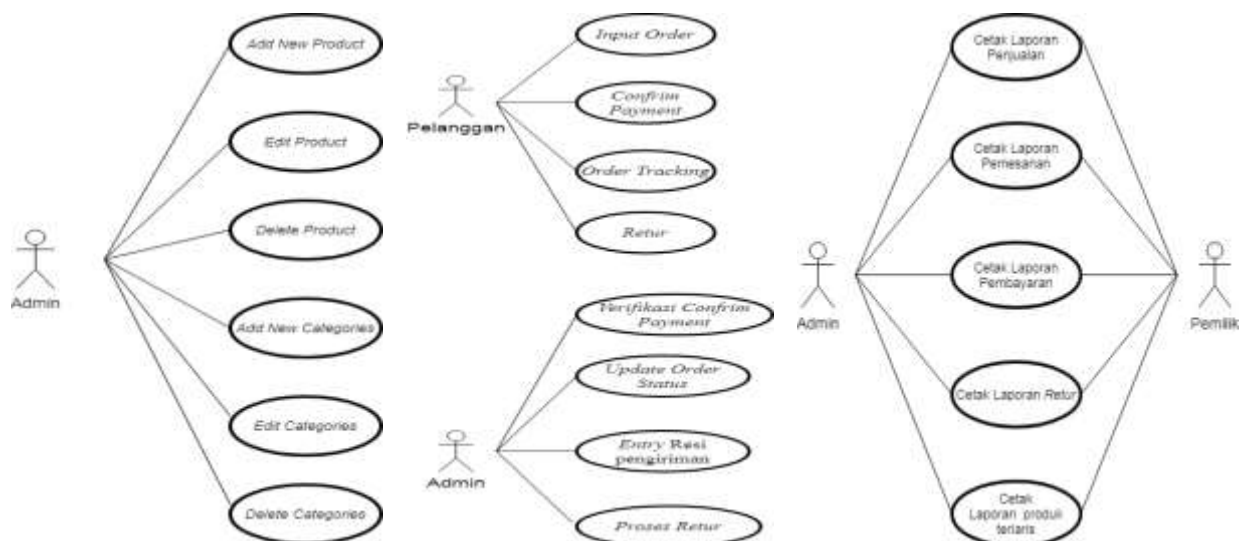 Add New Product
Edit Product
Delete Product
Admin
Add New Categories
Edit Categories
Delete Categories
Input Order
Confrim
Payment
Pelanggan
Order Tracking
Retur
Verifikazi Confrim
Payment
Update Order
Status
Admin
Entry Resi
pengiriman
Proses Retur
Cetak Laporan
Penjualan
Cetak Laporan
Pemesanan
Admin
Cetak Laporan
Pembayaran
Pemilik
Cetak Laporan Retur
Cetak
Laporan produk
terlaris